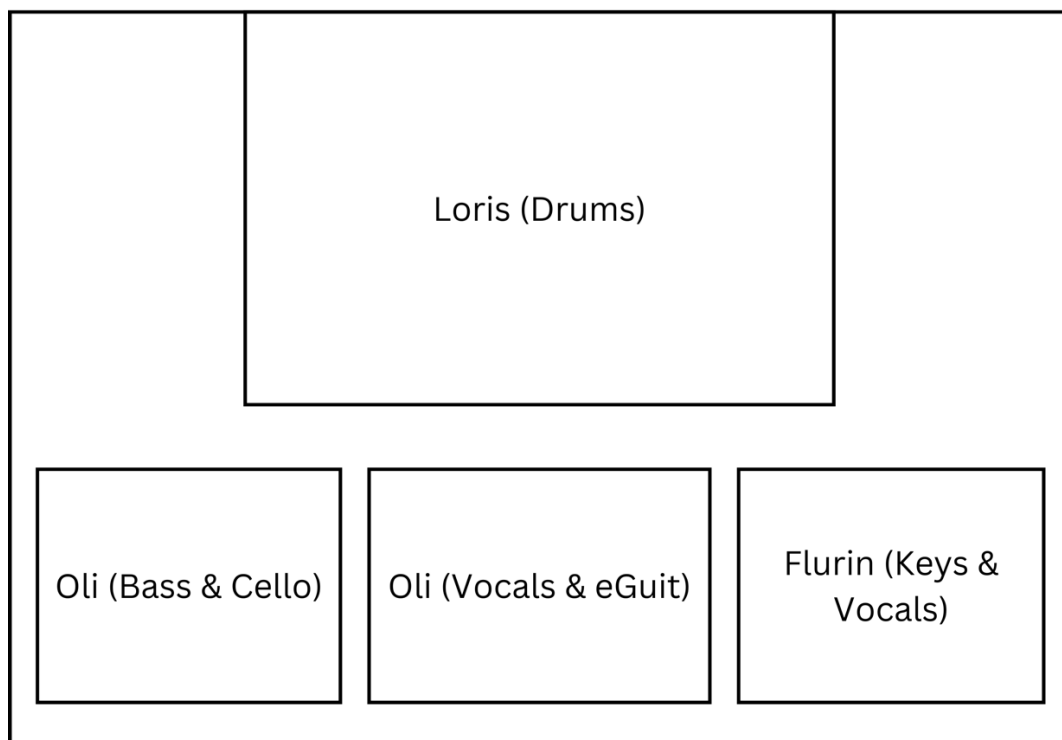 Loris (Drums)
Oli (Bass & Cello)
Oli (Vocals & eGuit)
Flurin (Keys &
Vocals)